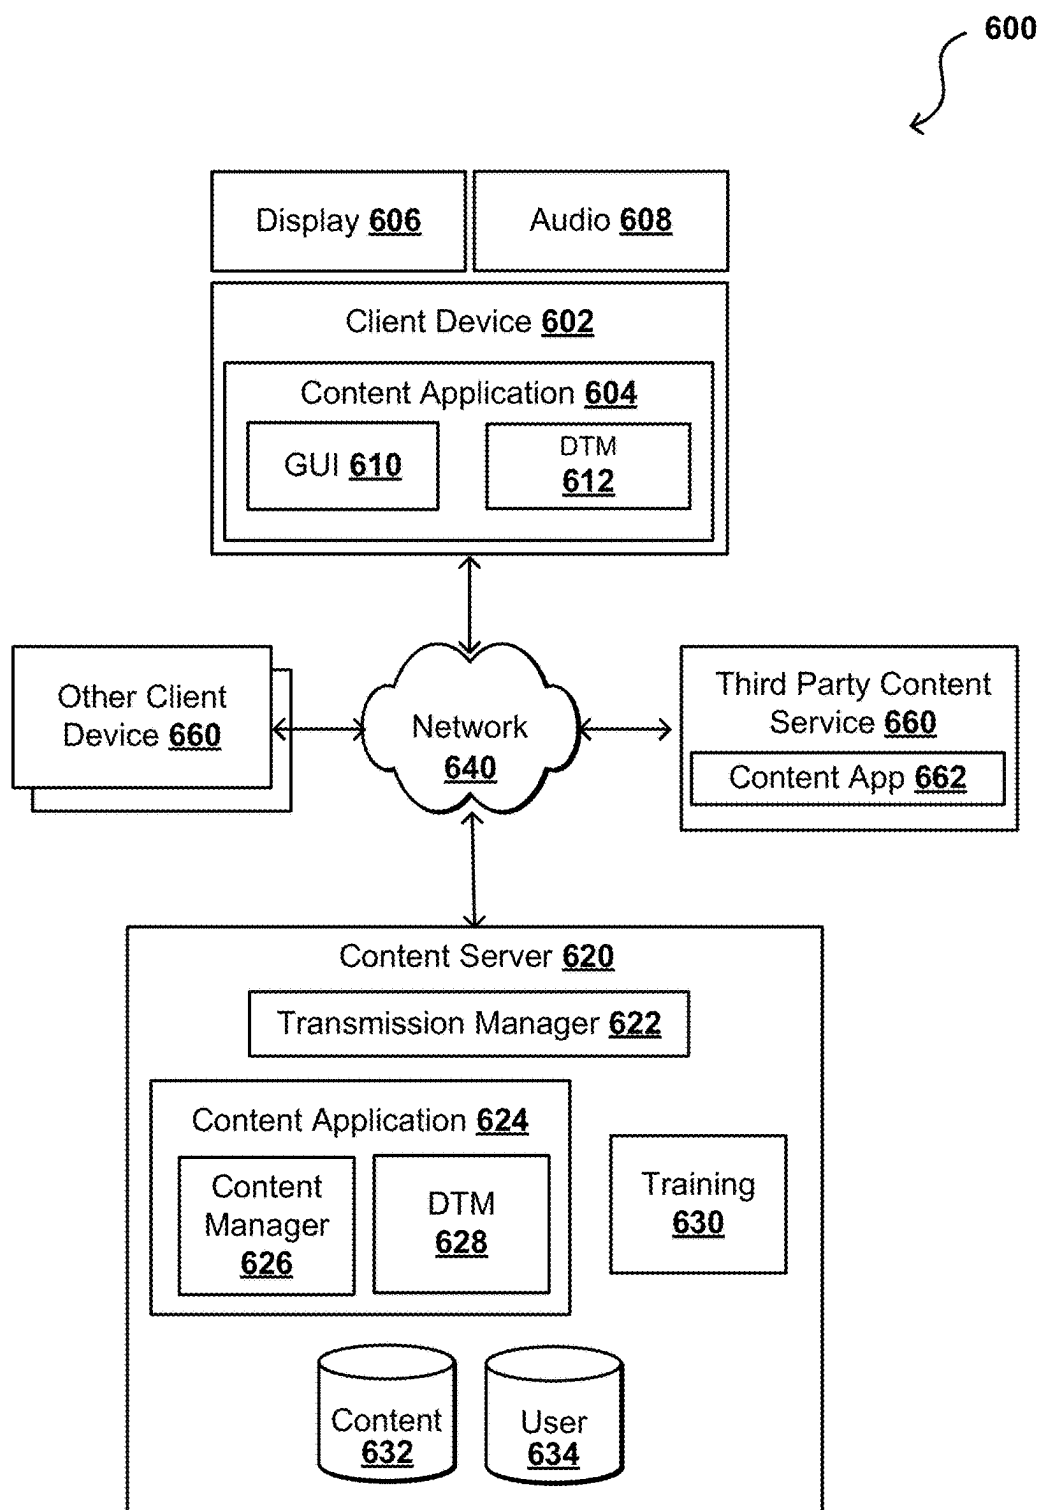 600
Display 606
Audio 608
Client Device 602
Content Application 604
GUI 610
DTM
612
Other Client
Device 660
Network
640
Third Party Content
Service 660
Content App 662
Content Server 620
Transmission Manager 622
Content Application 624
Content
Manager
626
DTM
628
Training
630
Content
632
User
634